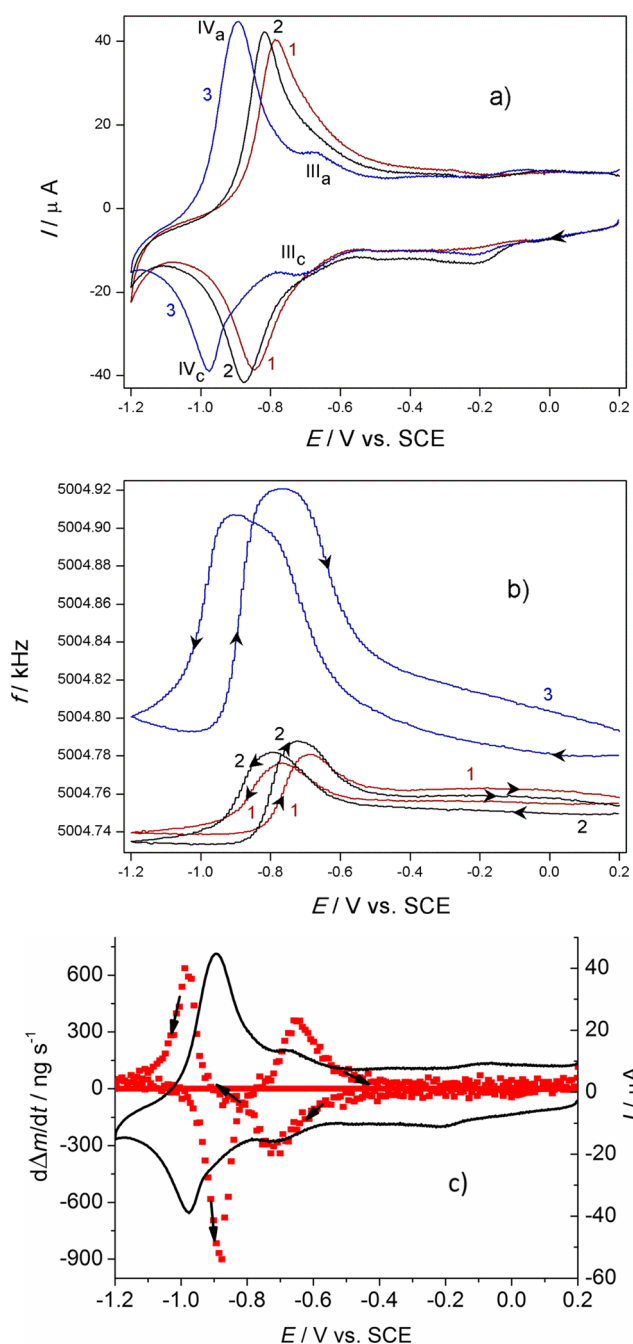 IVa
2
1
3
a)
IIIa
IIIc
3
IVc
2
1
40
20
0
-20
-40
I / μ A
-1.2 -1.0 -0.8 -0.6 -0.4 -0.2 0.0 0.2
E / V vs. SCE
5004.92
5004.90
5004.88
5004.86
5004.84
5004.82
5004.80
5004.78
5004.76
5004.74
f / kHz
b)
3
2
2
1
1
1
2
-1.2 -1.0 -0.8 -0.6 -0.4 -0.2 0.0 0.2
E / V vs. SCE
600
300
0
-300
-600
-900
dΔm/dt / ng s⁻¹
c)
40
20
0
-20
-40
-60
-1.2 -1.0 -0.8 -0.6 -0.4 -0.2 0.0 0.2
E / V vs. SCE